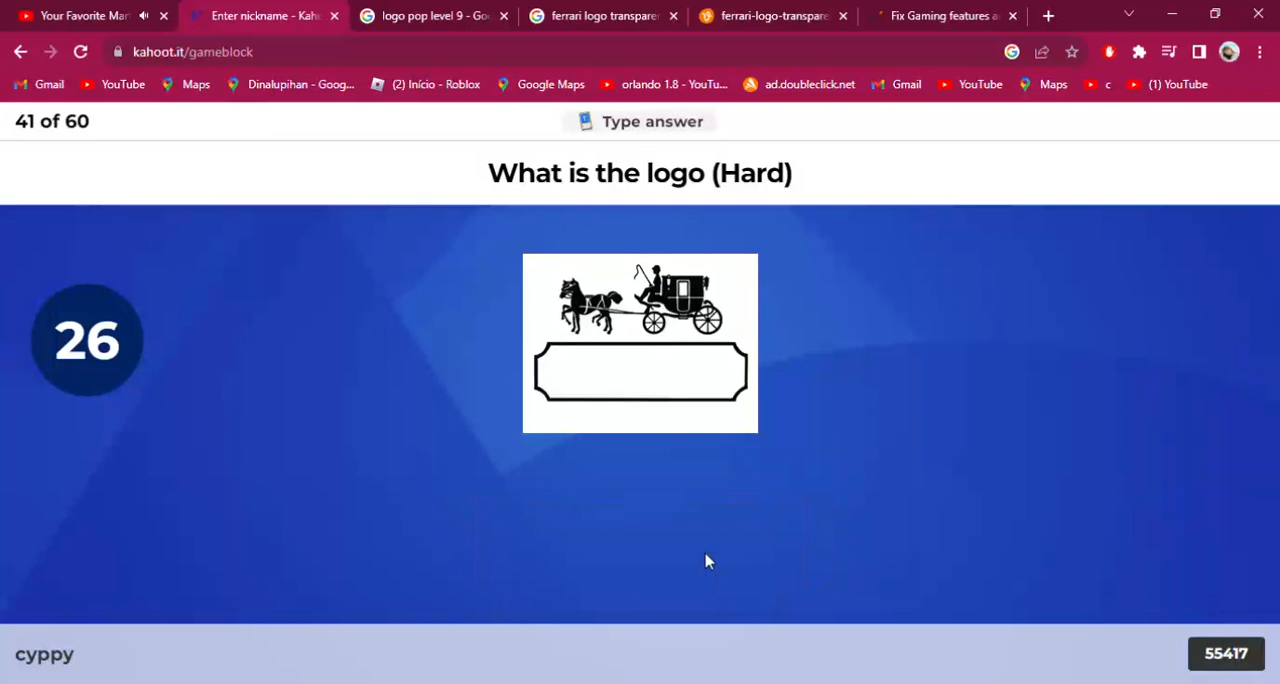 Your Favorite Mar
Enter nickname - Kah
logo pop level 9 - Go
ferrari logo transparen
ferrari-logo-transpare
Fix Gaming features a
kahoot.it/gameblock
Gmail
YouTube
Maps
Dinalupihan - Goog...
(2) Início - Roblox
Google Maps
orlando 1.8 - YouTu...
ad.doubleclick.net
Gmail
YouTube
Maps
c
(1) YouTube
41 of 60
Type answer
What is the logo (Hard)
26
cyppy
55417